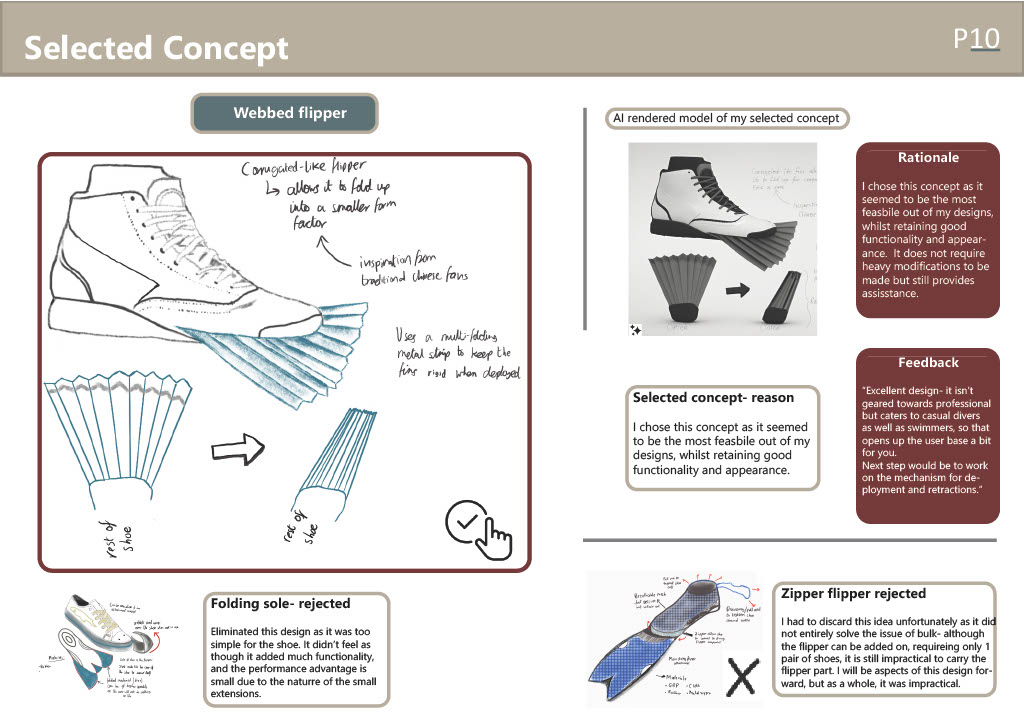 Selected Concept
P10
Webbed flipper
Corrugated-like flipper
allows it to fold up
into a smaller form
factor
inspiration from
traditional chinese fans
Uses a multi-folding
metal strip to keep the
fins rigid when deployed
rest of
shoe
rest of
shoe
AI rendered model of my selected concept
Rationale
I chose this concept as it
seemed to be the most
feasbile out of my designs,
whilst retaining good
functionality and appear-
ance. It does not require
heavy modifications to be
made but still provides
assisstance.
Selected concept- reason
I chose this concept as it seemed
to be the most feasbile out of my
designs, whilst retaining good
functionality and appearance.
Feedback
"Excellent design- it isn't
geared towards professional
but caters to casual divers
as well as swimmers, so that
opens up the user base a bit
for you.
Next step would be to work
on the mechanism for de-
ployment and retractions."
Folding sole- rejected
Eliminated this design as it was too
simple for the shoe. It didn't feel as
though it added much functionality,
and the performance advantage is
small due to the naturre of the small
extensions.
Breathable mesh
Materials
Zipper flipper rejected
I had to discard this idea unfortunately as it did
not entirely solve the issue of bulk- although
the flipper can be added on, requireing only 1
pair of shoes, it is still impractical to carry the
flipper part. I will be aspects of this design for-
ward, but as a whole, it was impractical.